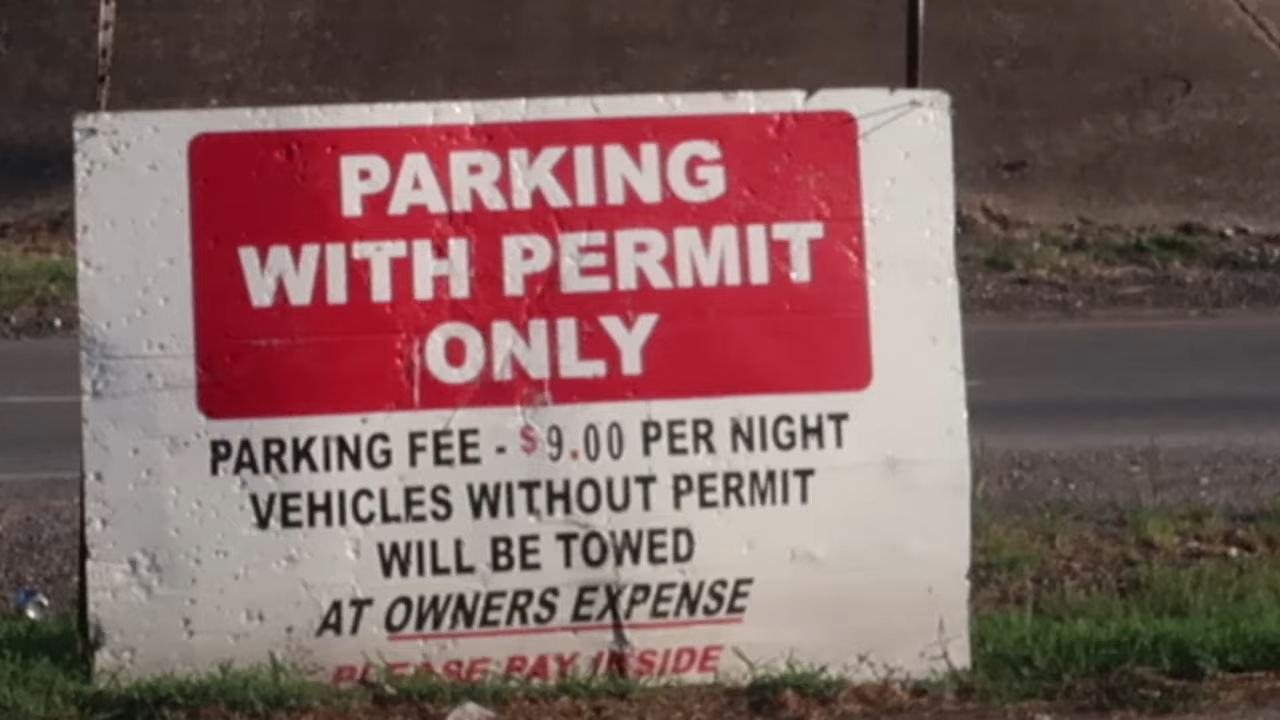 PARKING
WITH PERMIT
ONLY
PARKING FEE - $9.00 PER NIGHT
VEHICLES WITHOUT PERMIT
WILL BE TOWED
AT OWNERS EXPENSE
PLEASE PAY INSIDE